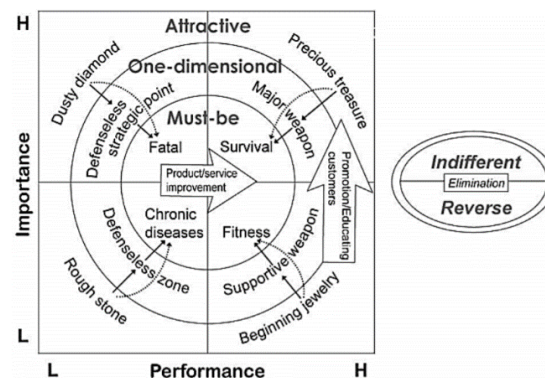 H
Attractive
One-dimensional
Must-be
Dusty diamond
Defenseless
strategic point
Fatal
Survival
Major weapon
Precious treasure
Product/service
improvement
Promotion/Educating
customers
Chronic
diseases
Fitness
Defenseless zone
Supportive weapon
Rough stone
Beginning jewelry
Importance
L
L
Performance
H
Indifferent
Elimination
Reverse